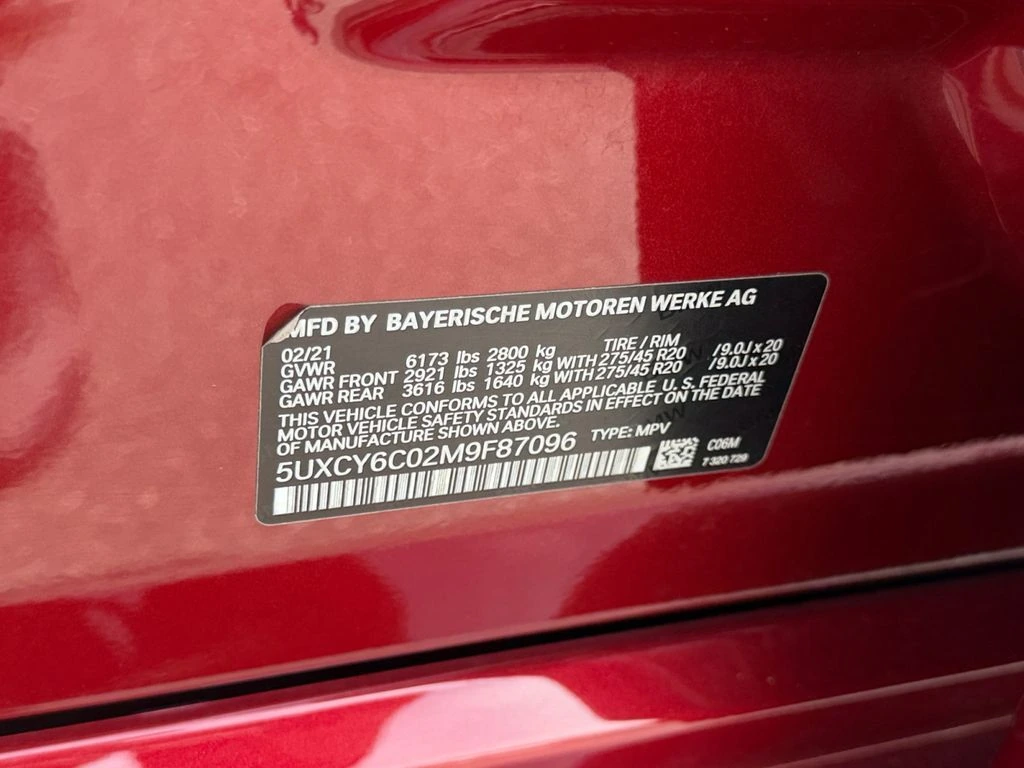 MFD BY BAYERISCHE MOTOREN WERKE AG
02/21 TIRE / RIM
GVWR 6173 lbs 2800 kg
GAWR FRONT 2921 lbs 1325 kg WITH 275/45 R20 /9.0J x 20
GAWR REAR 3616 lbs 1640 kg WITH 275/45 R20 /9.0J x 20
THIS VEHICLE CONFORMS TO ALL APPLICABLE U.S. FEDERAL
MOTOR VEHICLE SAFETY STANDARDS IN EFFECT ON THE DATE
OF MANUFACTURE SHOWN ABOVE.
5UXCY6C02M9F87096 TYPE: MPV
C06M
7 320 729